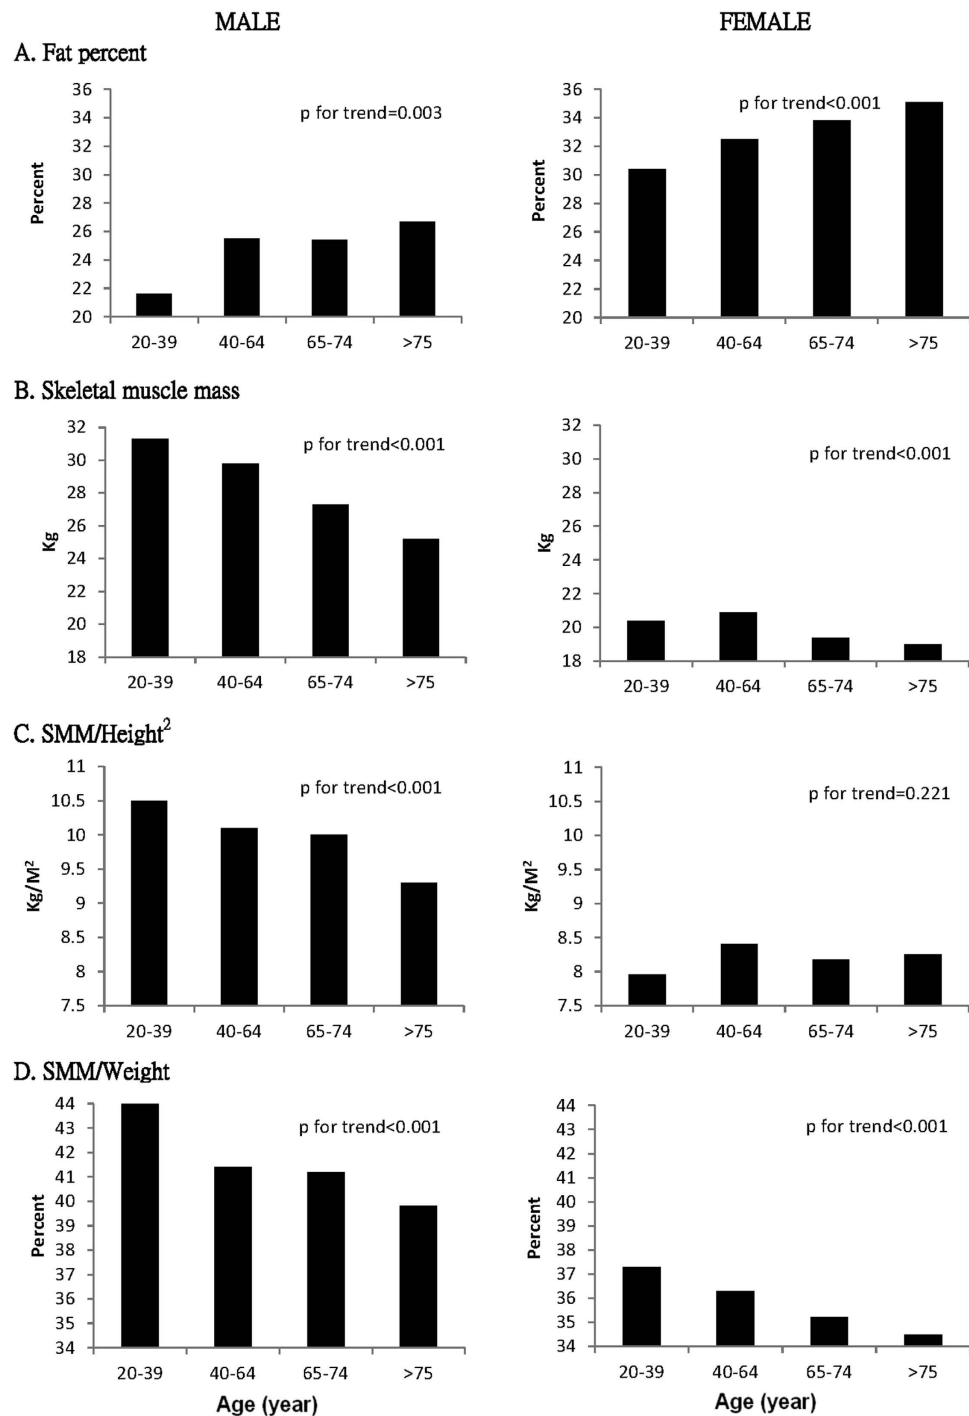 MALE FEMALE
A. Fat percent
36
34
32
30
28
26
24
22
20
Percent
p for trend=0.003
20-39 40-64 65-74 >75
36
34
32
30
28
26
24
22
20
Percent
p for trend<0.001
20-39 40-64 65-74 >75
B. Skeletal muscle mass
32
30
28
26
24
22
20
18
Kg
p for trend<0.001
20-39 40-64 65-74 >75
32
30
28
26
24
22
20
18
Kg
p for trend<0.001
20-39 40-64 65-74 >75
C. SMM/Height²
11
10.5
10
9.5
9
8.5
8
7.5
Kg/M²
p for trend<0.001
20-39 40-64 65-74 >75
11
10.5
10
9.5
9
8.5
8
7.5
Kg/M²
p for trend=0.221
20-39 40-64 65-74 >75
D. SMM/Weight
44
43
42
41
40
39
38
37
36
35
34
Percent
p for trend<0.001
20-39 40-64 65-74 >75
Age (year)
44
43
42
41
40
39
38
37
36
35
34
Percent
p for trend<0.001
20-39 40-64 65-74 >75
Age (year)